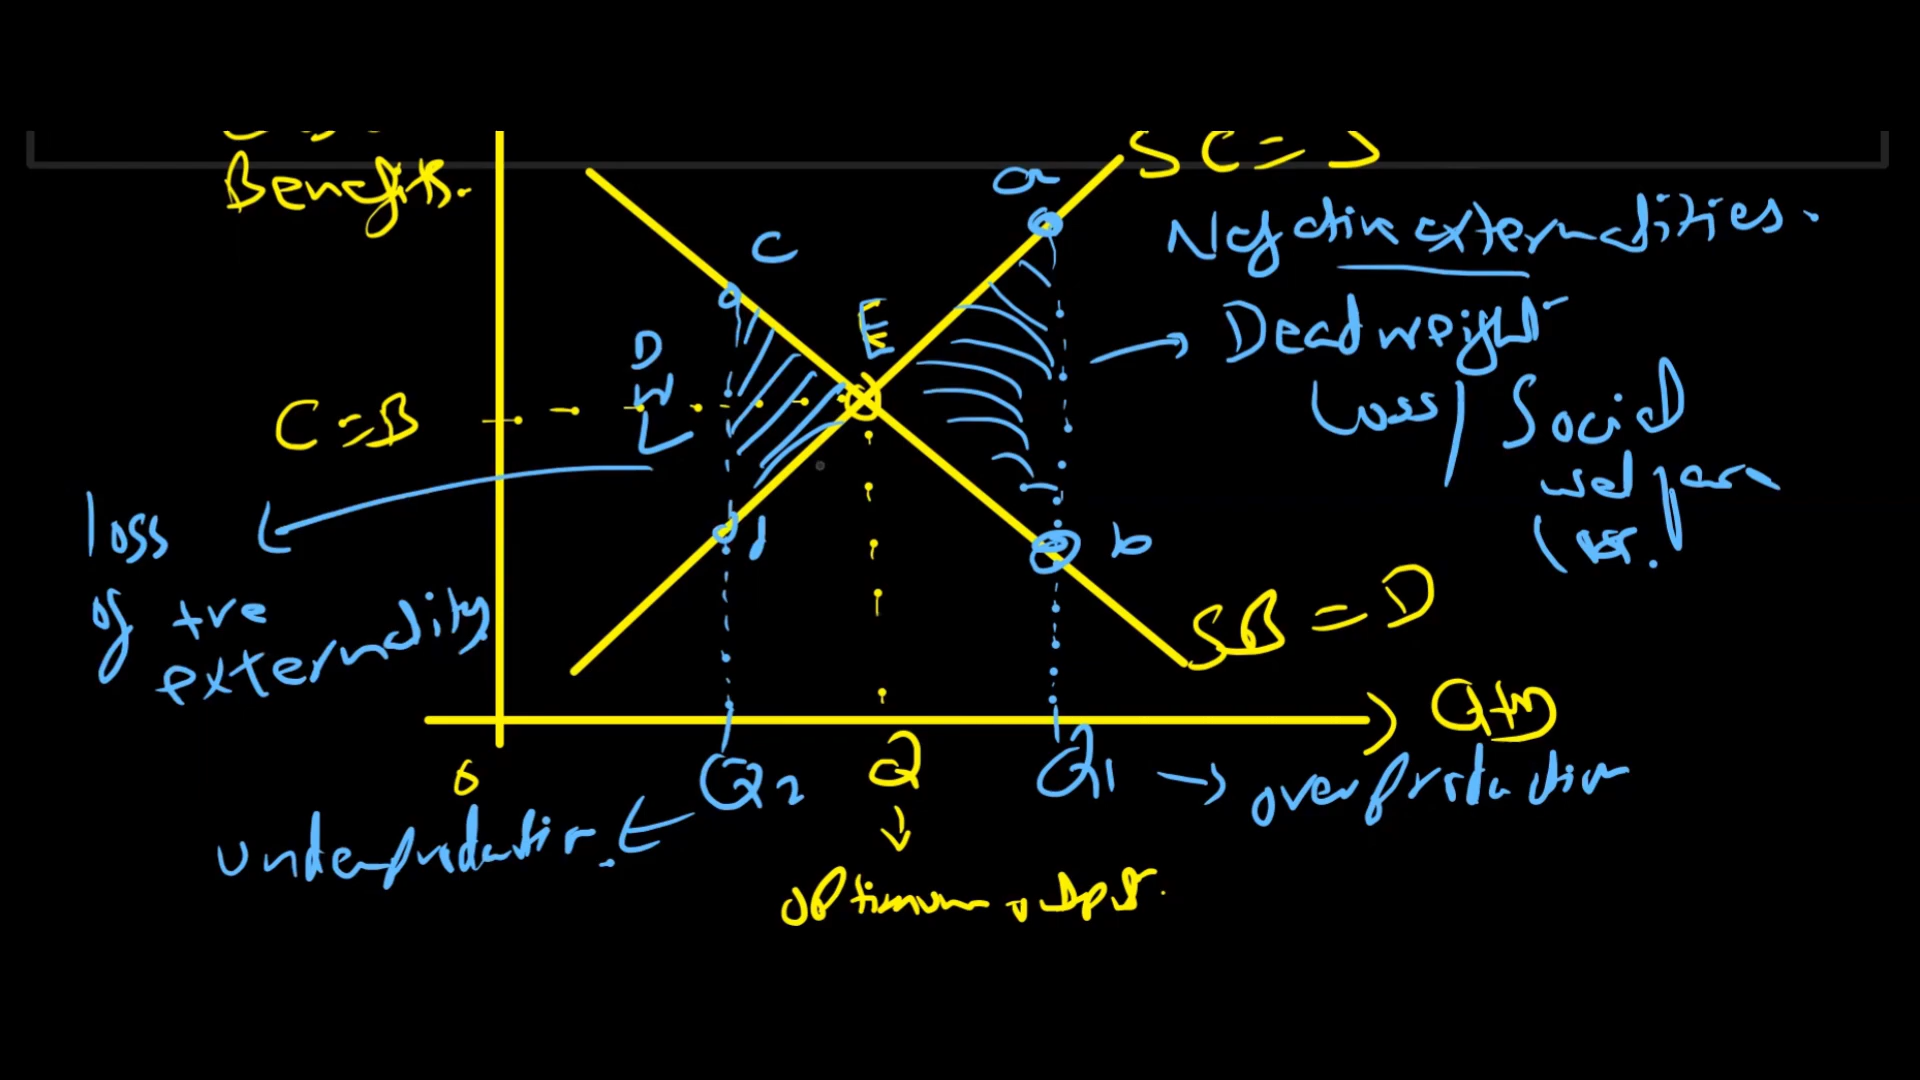 SC = S
Benefits.
a
Negative externalities.
C
E
Deadweight
Loss / Social
welfare
loss.
D
W
L
C = B
loss
of +ve
externality
d
b
SB = D
Qty
0
Q2
Q
Q1 → overproduction
underproduction.
optimum output.